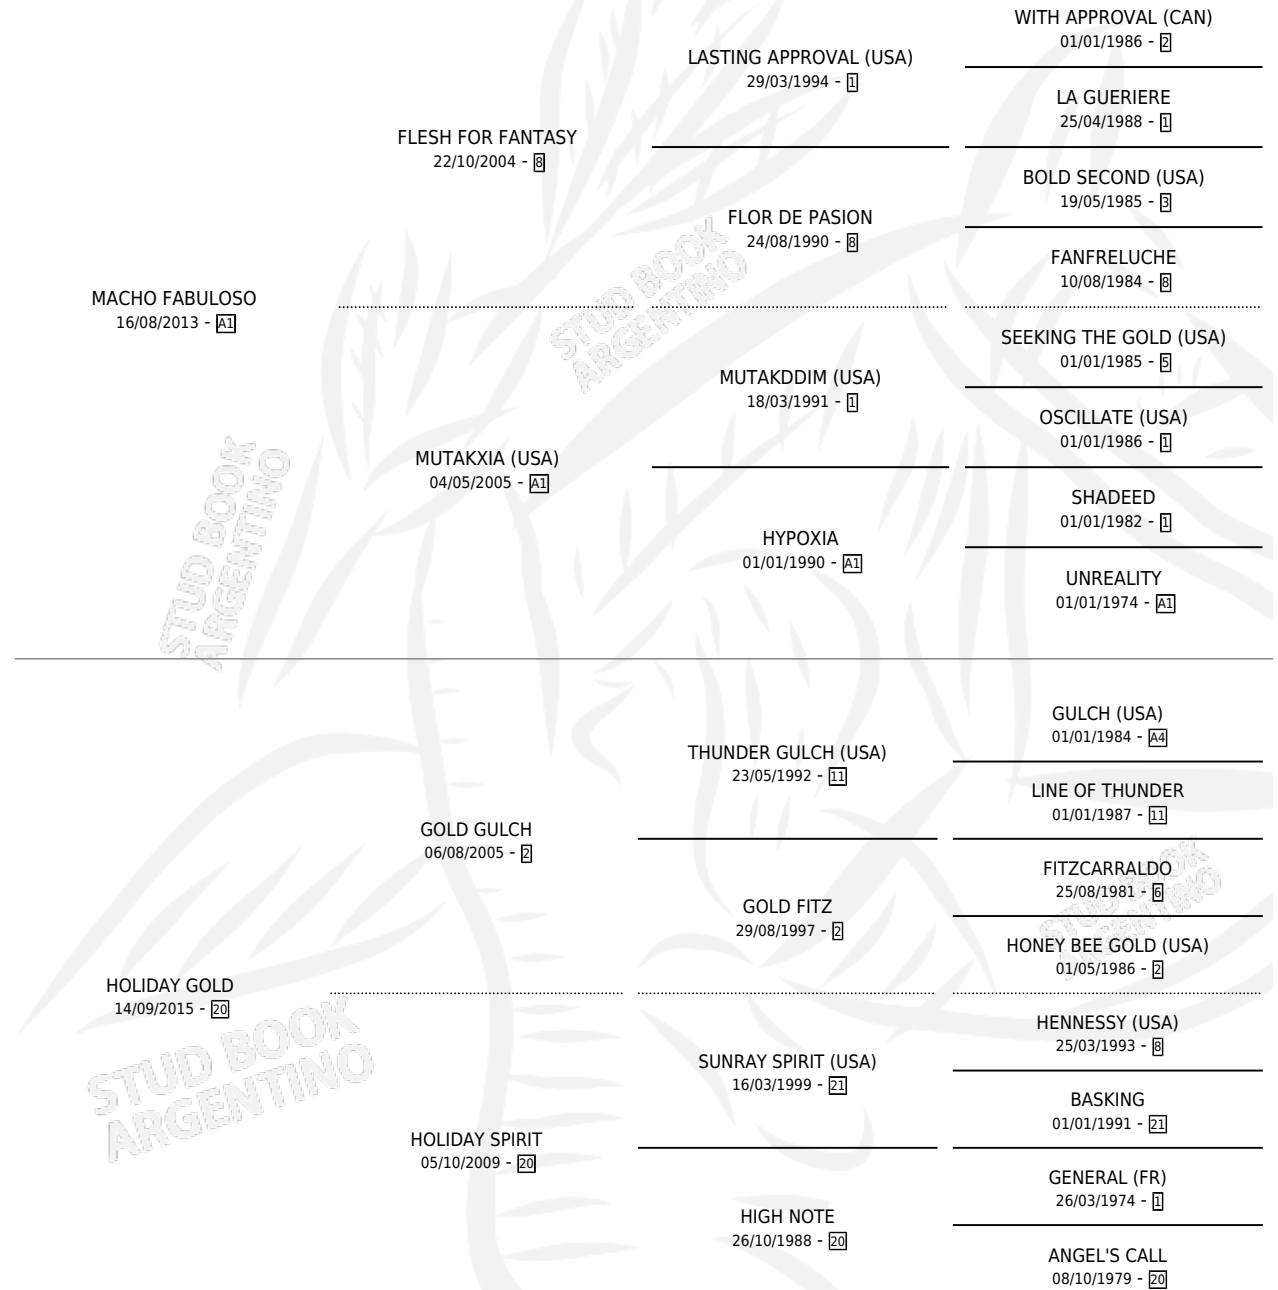 WITH APPROVAL (CAN)
01/01/1986 - 2
LASTING APPROVAL (USA)
29/03/1994 - 1
LA GUERIERE
25/04/1988 - 1
FLESH FOR FANTASY
22/10/2004 - 8
BOLD SECOND (USA)
19/05/1985 - 3
FLOR DE PASION
24/08/1990 - 8
FANFRELUCHE
10/08/1984 - 8
MACHO FABULOSO
16/08/2013 - A1
SEEKING THE GOLD (USA)
01/01/1985 - 5
MUTAKDDIM (USA)
18/03/1991 - 1
OSCILLATE (USA)
01/01/1986 - 1
MUTAKXIA (USA)
04/05/2005 - A1
SHADEED
01/01/1982 - 1
HYPOXIA
01/01/1990 - A1
UNREALITY
01/01/1974 - A1
GULCH (USA)
01/01/1984 - A4
THUNDER GULCH (USA)
23/05/1992 - 11
LINE OF THUNDER
01/01/1987 - 11
GOLD GULCH
06/08/2005 - 2
FITZCARRALDO
25/08/1981 - 6
GOLD FITZ
29/08/1997 - 2
HONEY BEE GOLD (USA)
01/05/1986 - 2
HOLIDAY GOLD
14/09/2015 - 20
HENNESSY (USA)
25/03/1993 - 8
SUNRAY SPIRIT (USA)
16/03/1999 - 21
BASKING
01/01/1991 - 21
HOLIDAY SPIRIT
05/10/2009 - 20
GENERAL (FR)
26/03/1974 - 1
HIGH NOTE
26/10/1988 - 20
ANGEL'S CALL
08/10/1979 - 20
STUD BOOK
ARGENTINO
STUD BOOK
ARGENTINO
STUD BOOK
ARGENTINO
STUD BOOK
ARGENTINO